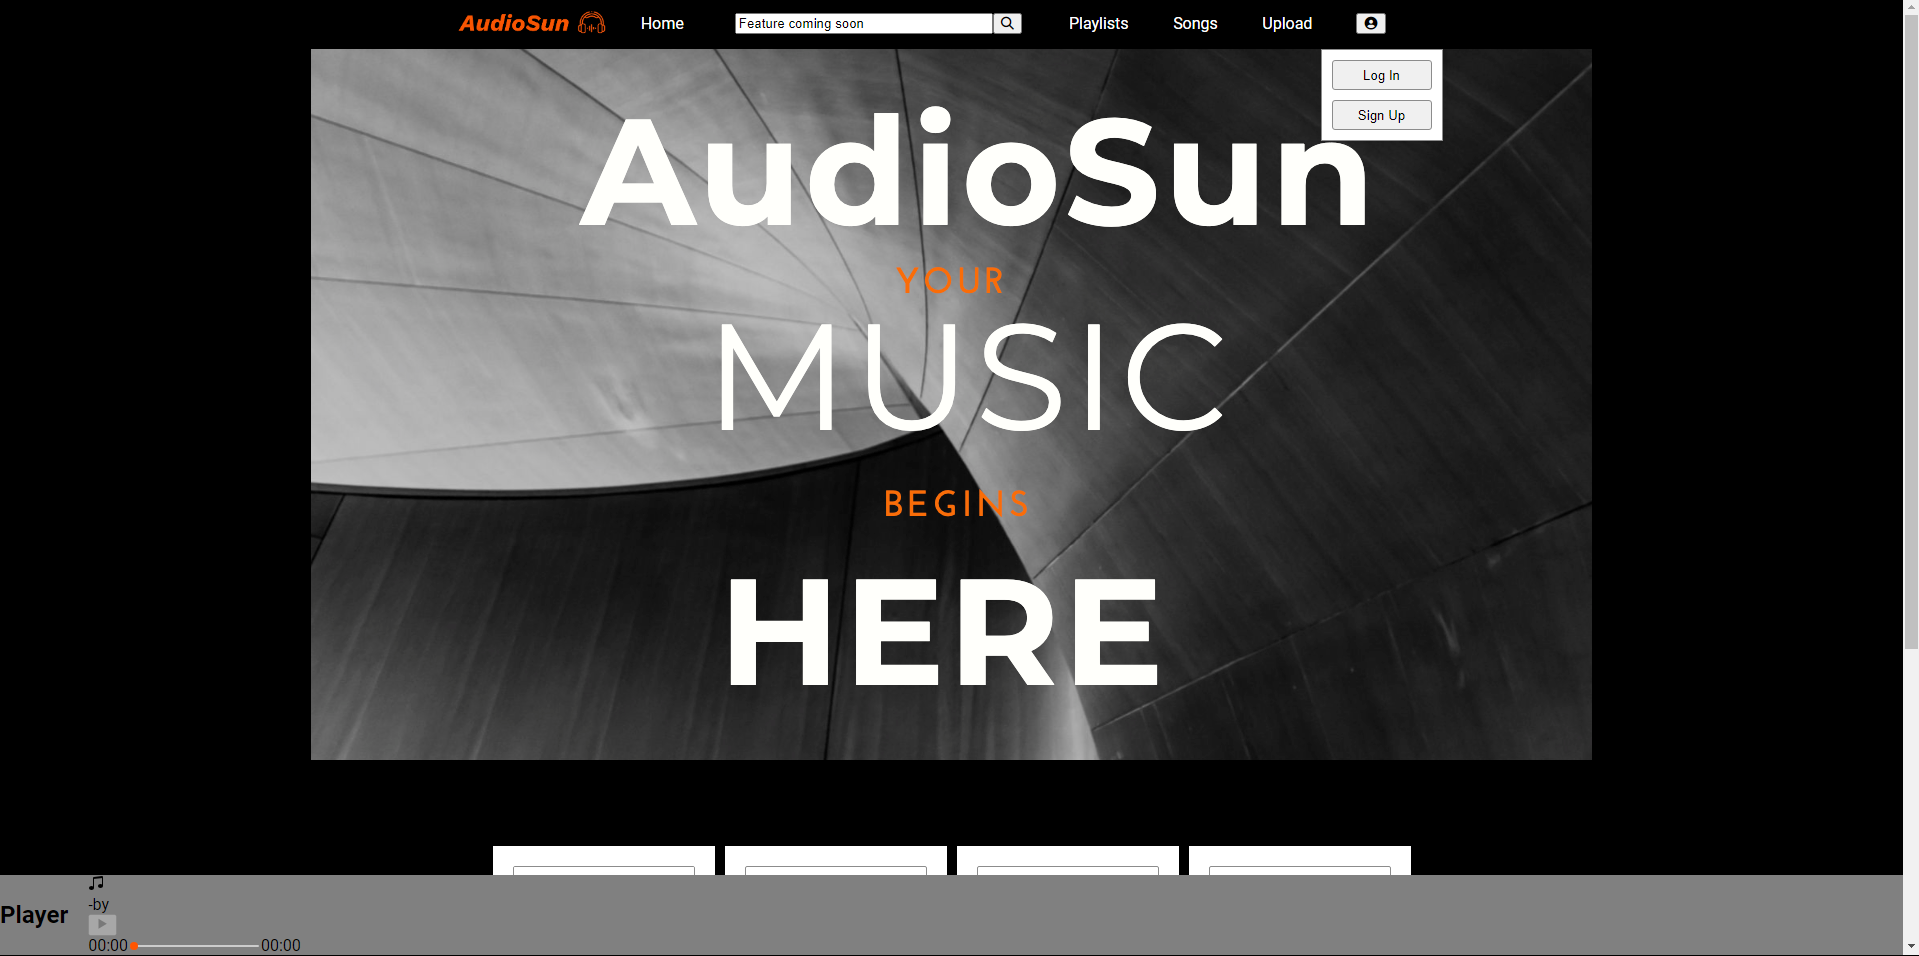 AudioSun
Home
Feature coming soon
Playlists
Songs
Upload
Log In
Sign Up
AudioSun
YOUR
MUSIC
BEGINS
HERE
Player
-by
00:00
00:00